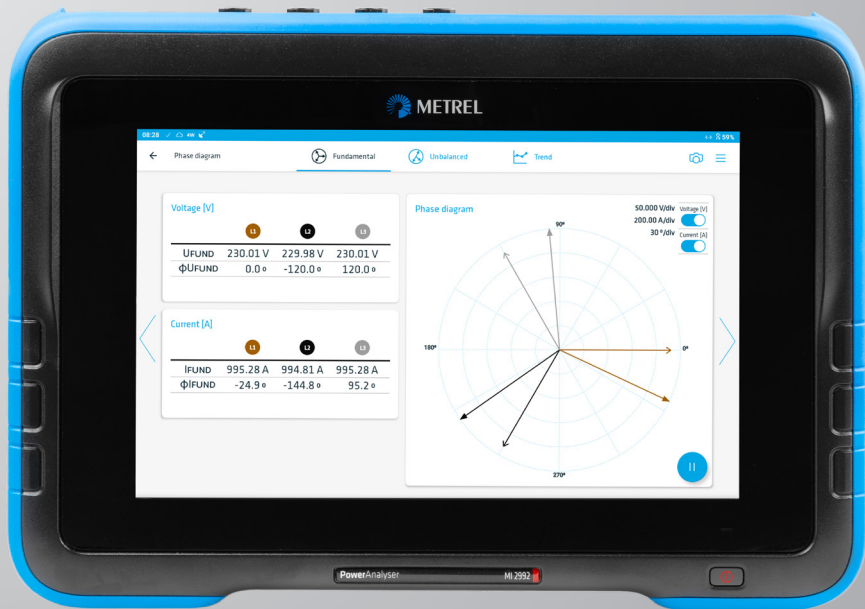 METREL
08:28 4W 59%
Phase diagram Fundamental Unbalanced Trend
Voltage [V]
L1 L2 L3
UFUND 230.01 V 229.98 V 230.01 V
ΦUFUND 0.0 º -120.0 º 120.0 º
Current [A]
L1 L2 L3
IFUND 995.28 A 994.81 A 995.28 A
ΦIFUND -24.9 º -144.8 º 95.2 º
Phase diagram
50.000 V/div Voltage [V]
200.00 A/div
30 º/div Current [A]
90º
180º
0º
270º
PowerAnalyser MI 2992